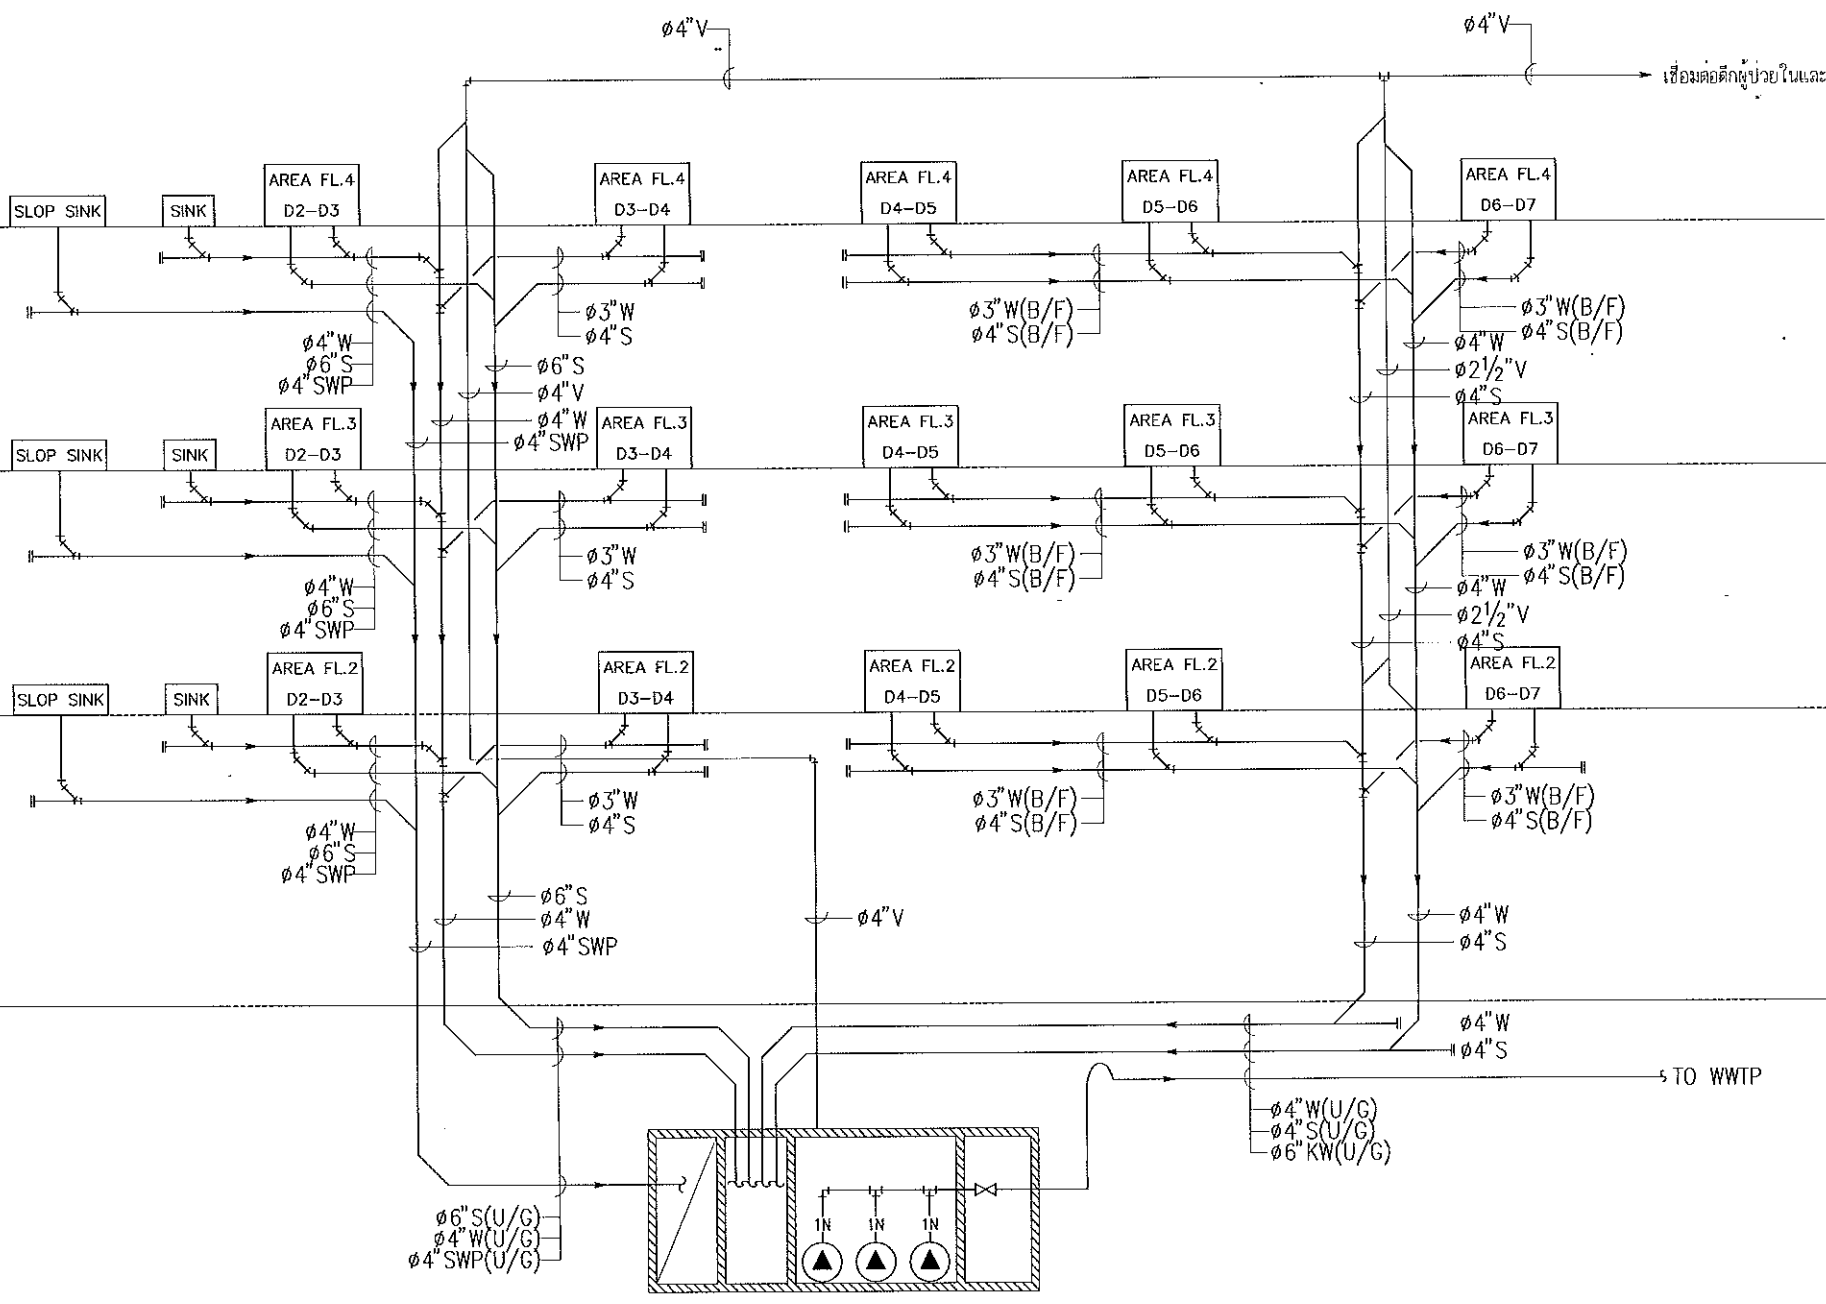 ø4"V
ø4"V
เชื่อมต่อตึกผู้ป่วยในและ
SLOP SINK
SINK
AREA FL.4
D2-D3
AREA FL.4
D3-D4
AREA FL.4
D4-D5
AREA FL.4
D5-D6
AREA FL.4
D6-D7
ø4"W
ø6"S
ø4"SWP
ø3"W
ø4"S
ø6"S
ø4"V
ø4"W
ø4"SWP
ø3"W(B/F)
ø4"S(B/F)
ø3"W(B/F)
ø4"S(B/F)
ø4"W
ø2½"V
ø4"S
SLOP SINK
SINK
AREA FL.3
D2-D3
AREA FL.3
D3-D4
AREA FL.3
D4-D5
AREA FL.3
D5-D6
AREA FL.3
D6-D7
ø4"W
ø6"S
ø4"SWP
ø3"W
ø4"S
ø3"W(B/F)
ø4"S(B/F)
ø3"W(B/F)
ø4"S(B/F)
ø4"W
ø2½"V
ø4"S
SLOP SINK
SINK
AREA FL.2
D2-D3
AREA FL.2
D3-D4
AREA FL.2
D4-D5
AREA FL.2
D5-D6
AREA FL.2
D6-D7
ø4"W
ø6"S
ø4"SWP
ø3"W
ø4"S
ø3"W(B/F)
ø4"S(B/F)
ø3"W(B/F)
ø4"S(B/F)
ø6"S
ø4"W
ø4"SWP
ø4"V
ø4"W
ø4"S
ø4"W
ø4"S
TO WWTP
ø4"W(U/G)
ø4"S(U/G)
ø6"KW(U/G)
ø6"S(U/G)
ø4"W(U/G)
ø4"SWP(U/G)
1N
1N
1N